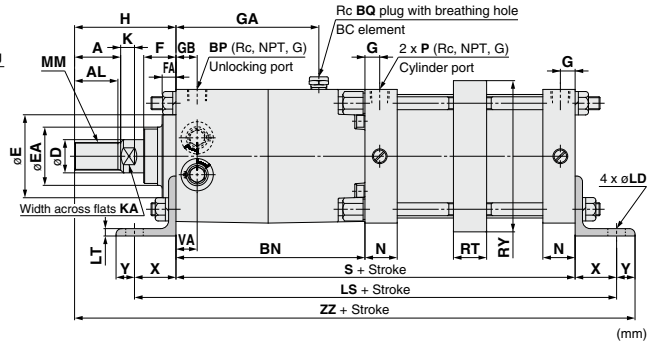 H
GA
Rc BQ plug with breathing hole
BC element
A
K
F
GB
BP (Rc, NPT, G)
Unlocking port
G
2 x P (Rc, NPT, G)
Cylinder port
G
MM
AL
FA
øE
øEA
øD
4 x øLD
Width across flats KA
VA
BN
N
RT
RY
N
LT
Y
X
S + Stroke
X
Y
LS + Stroke
ZZ + Stroke
(mm)